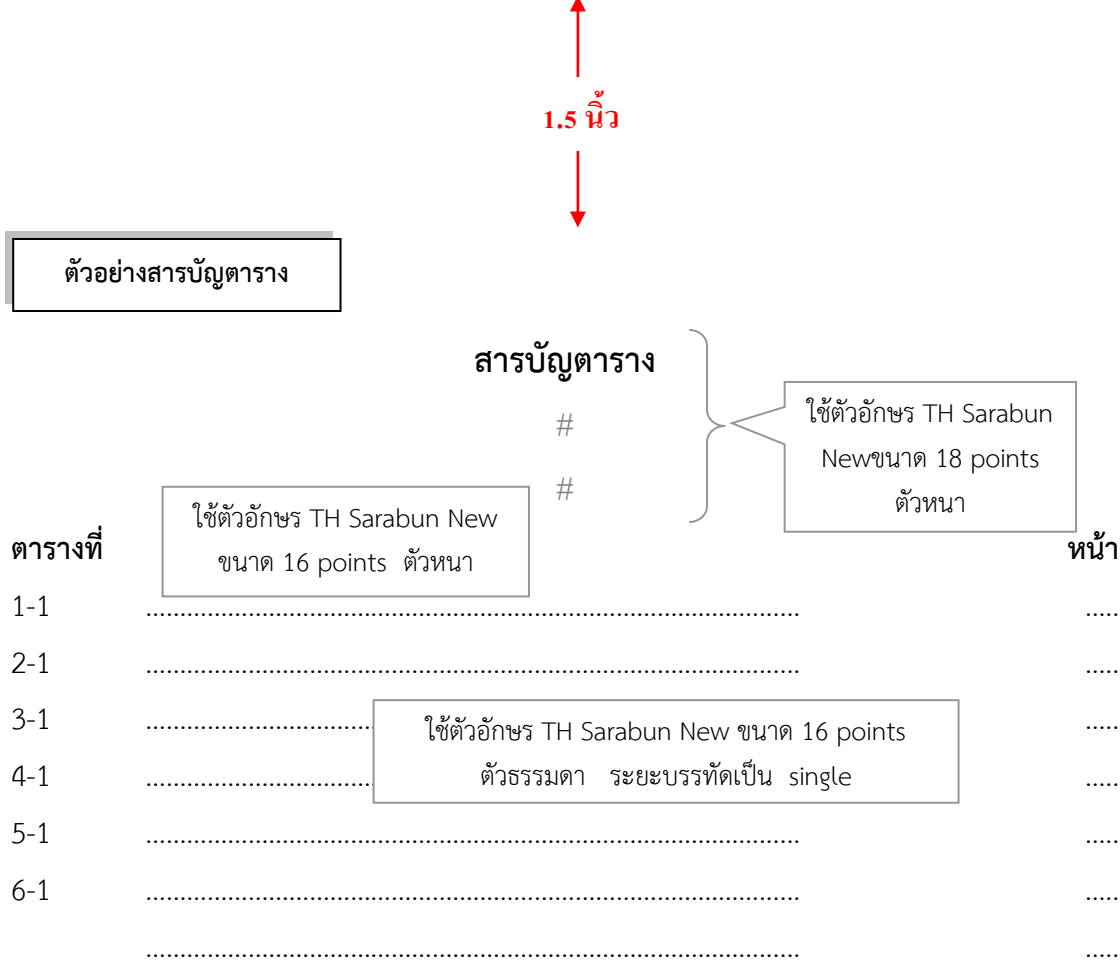 1.5 นิ้ว
ตัวอย่างสารบัญตาราง
สารบัญตาราง
#
#
ใช้ตัวอักษร TH Sarabun
Newขนาด 18 points
ตัวหนา
ใช้ตัวอักษร TH Sarabun New
ขนาด 16 points ตัวหนา
ตารางที่ หน้า
1-1 ................................................................................................ .....
2-1 ................................................................................................ .....
3-1 .................................. .....
ใช้ตัวอักษร TH Sarabun New ขนาด 16 points
4-1 .................................. .....
ตัวธรรมดา ระยะบรรทัดเป็น single
5-1 ................................................................................................ .....
6-1 ................................................................................................ .....
................................................................................................ .....